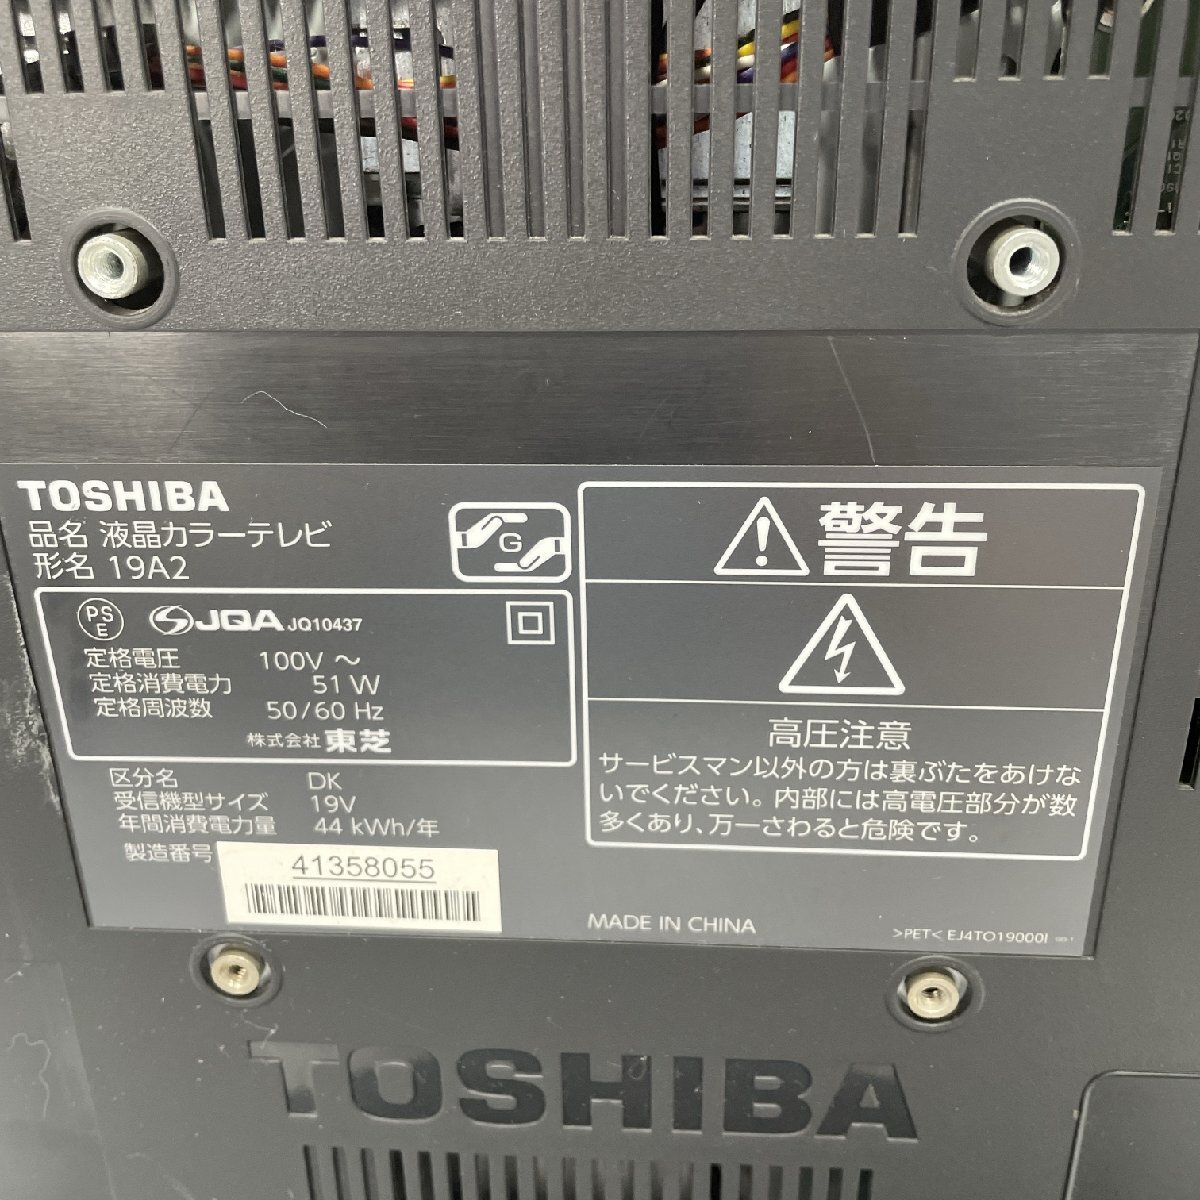 TOSHIBA
品名 液晶カラーテレビ
形名 19A2
G
PS
E
JQA JQ10437
定格電圧 100V ～
定格消費電力 51 W
定格周波数 50/60 Hz
株式会社 東芝
区分名 DK
受信機型サイズ 19V
年間消費電力量 44 kWh/年
製造番号 41358055
警告
高圧注意
サービスマン以外の方は裏ぶたをあけな
いでください。内部には高電圧部分が数
多くあり、万一さわると危険です。
MADE IN CHINA
>PET< EJ4TO19000I
TOSHIBA